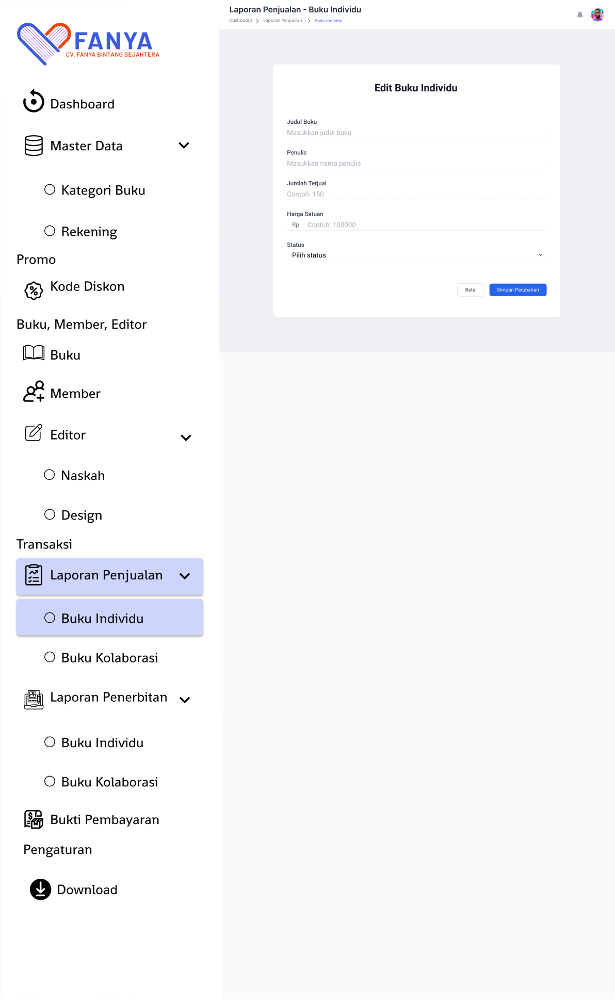 FANYA
CV. FANYA BINTANG SEJAHTERA
Dashboard
Master Data
Kategori Buku
Rekening
Promo
Kode Diskon
Buku, Member, Editor
Buku
Member
Editor
Naskah
Design
Transaksi
Laporan Penjualan
Buku Individu
Buku Kolaborasi
Laporan Penerbitan
Buku Individu
Buku Kolaborasi
Bukti Pembayaran
Pengaturan
Download
Laporan Penjualan - Buku Individu
Dashboard > Laporan Penjualan > Buku Individu
Edit Buku Individu
Judul Buku
Masukkan judul buku
Penulis
Masukkan nama penulis
Jumlah Terjual
Contoh: 150
Harga Satuan
Rp Contoh: 100000
Status
Pilih status
Batal Simpan Perubahan